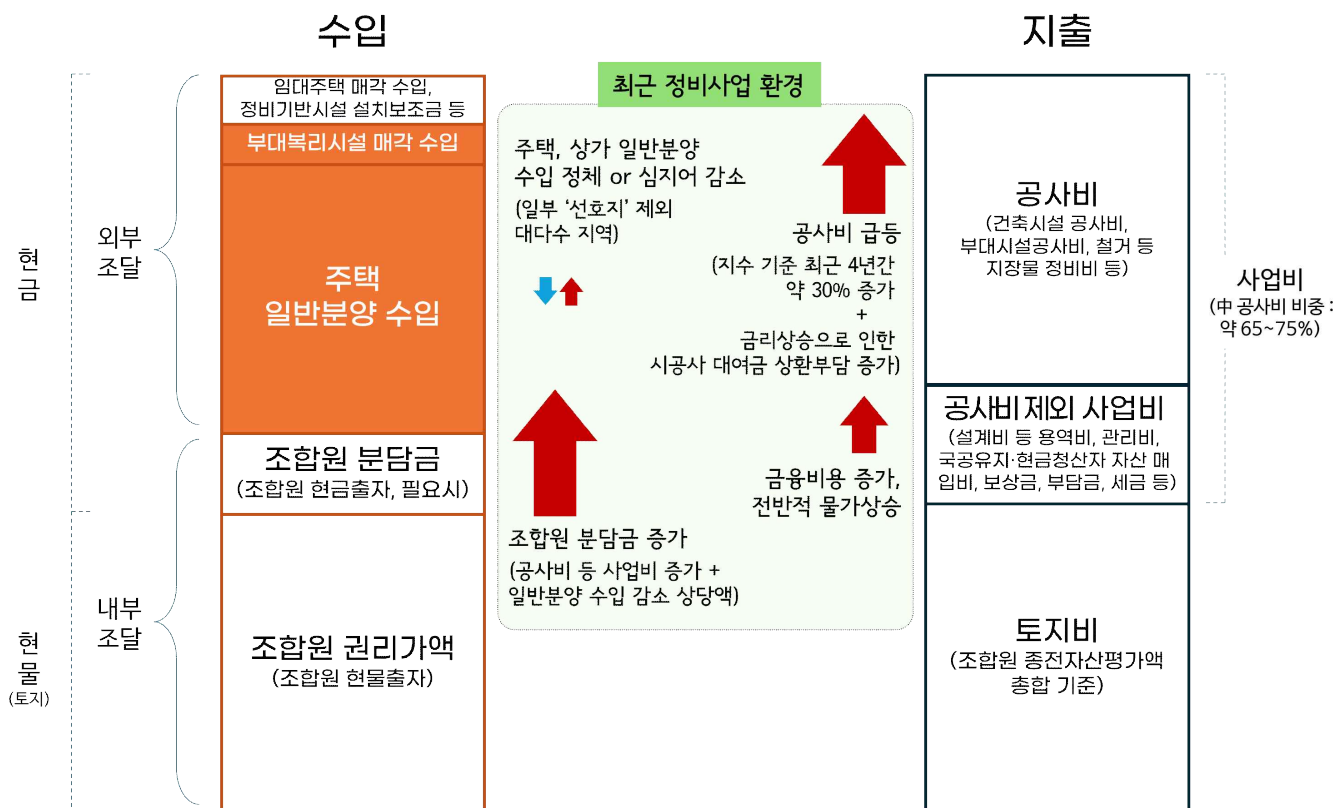 수입
지출
현
금
현
물
(토지)
외부
조달
내부
조달
임대주택 매각 수입,
정비기반시설 설치보조금 등
부대복리시설 매각 수입
주택
일반분양 수입
조합원 분담금
(조합원 현금출자, 필요시)
조합원 권리가액
(조합원 현물출자)
최근 정비사업 환경
주택, 상가 일반분양
수입 정체 or 심지어 감소
(일부 ‘선호지’ 제외
대다수 지역)
공사비 급등
(지수 기준 최근 4년간
약 30% 증가
+
금리상승으로 인한
시공사 대여금 상환부담 증가)
금융비용 증가,
전반적 물가상승
조합원 분담금 증가
(공사비 등 사업비 증가 +
일반분양 수입 감소 상당액)
공사비
(건축시설 공사비,
부대시설공사비, 철거 등
지장물 정비비 등)
공사비 제외 사업비
(설계비 등 용역비, 관리비,
국공유지·현금청산자 자산 매
입비, 보상금, 부담금, 세금 등)
토지비
(조합원 종전자산평가액
총합 기준)
사업비
(中 공사비 비중 :
약 65~75%)